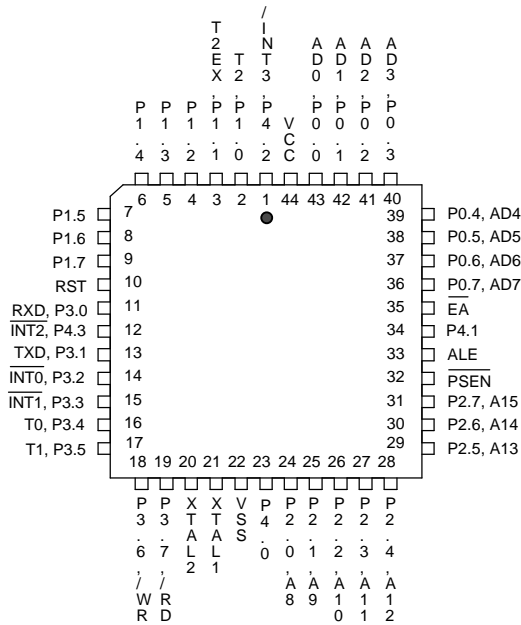 P1.4
P1.3
P1.2
T2EX, P1.1
T2, P1.0
/INT3, P4.2
VCC
AD0, P0.0
AD1, P0.1
AD2, P0.2
AD3, P0.3
6 5 4 3 2 1 44 43 42 41 40
P1.5 7
P1.6 8
P1.7 9
RST 10
RXD, P3.0 11
INT2, P4.3 12
TXD, P3.1 13
INT0, P3.2 14
INT1, P3.3 15
T0, P3.4 16
T1, P3.5 17
39 P0.4, AD4
38 P0.5, AD5
37 P0.6, AD6
36 P0.7, AD7
35 EA
34 P4.1
33 ALE
32 PSEN
31 P2.7, A15
30 P2.6, A14
29 P2.5, A13
18 19 20 21 22 23 24 25 26 27 28
P3.6, /WR
P3.7, /RD
XTAL2
XTAL1
VSS
P4.0
P2.0, A8
P2.1, A9
P2.2, A10
P2.3, A11
P2.4, A12